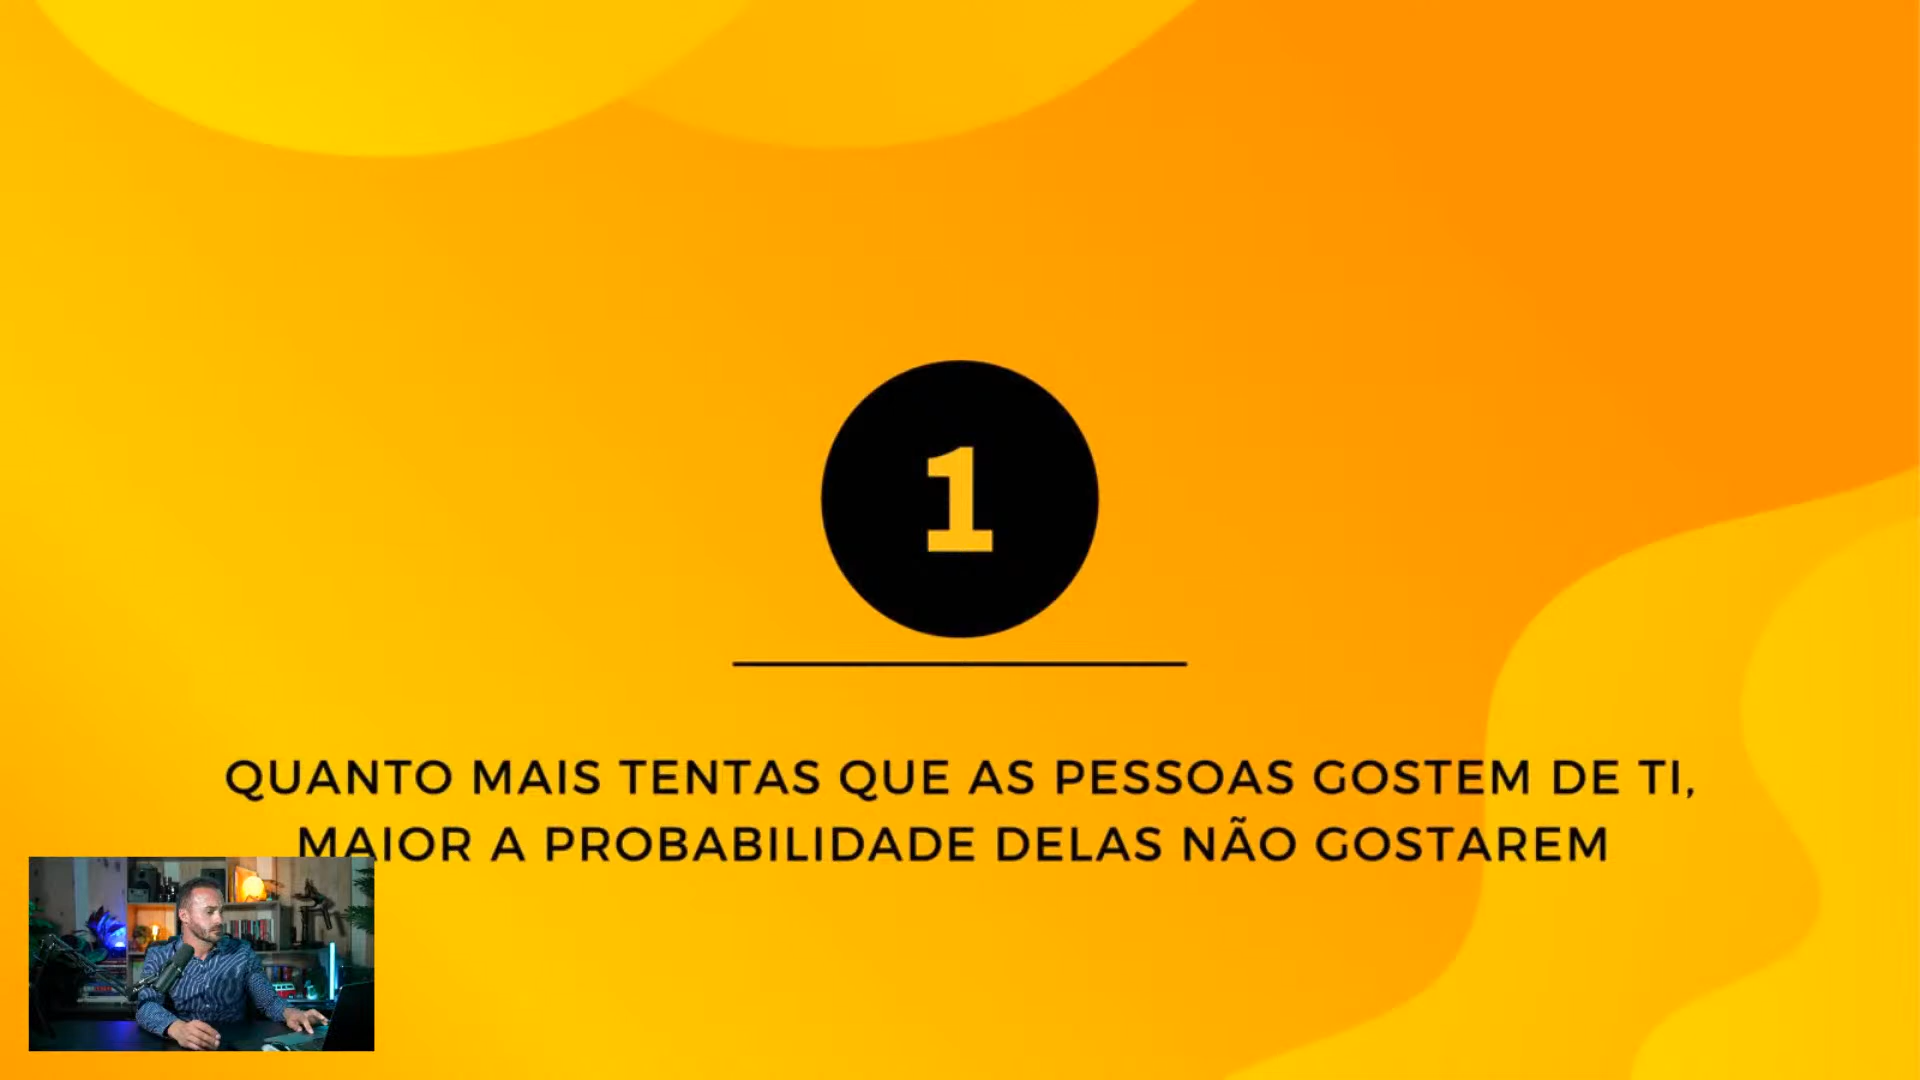 1
QUANTO MAIS TENTAS QUE AS PESSOAS GOSTEM DE TI,
MAIOR A PROBABILIDADE DELAS NÃO GOSTAREM